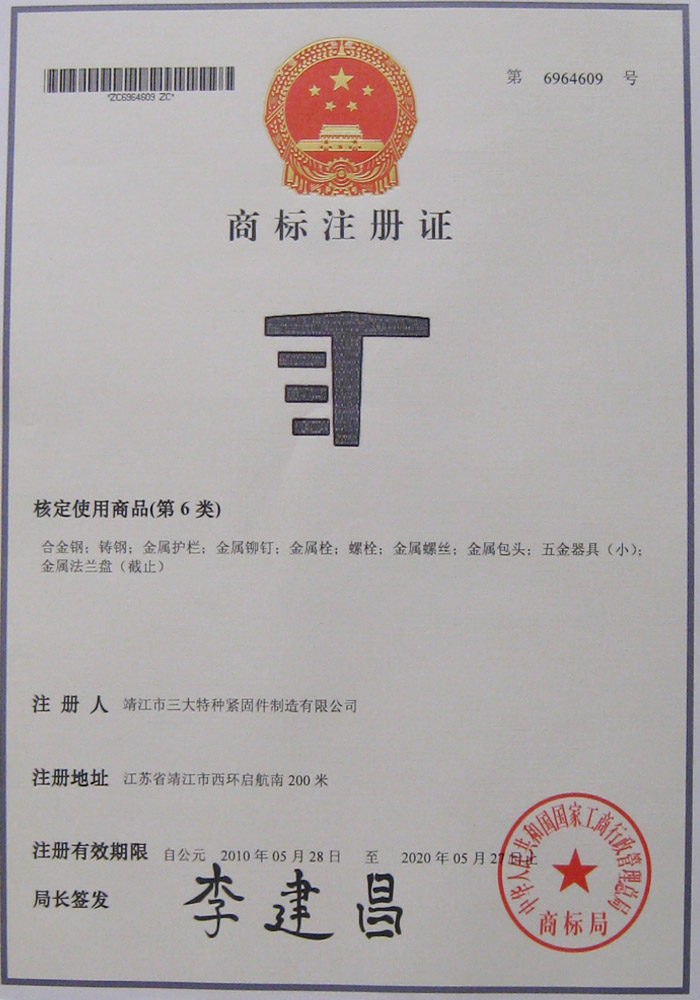 第 6964609 号
*ZC6964609 ZC*
商标注册证
核定使用商品(第 6 类)
合金钢；铸钢；金属护栏；金属铆钉；金属栓；螺栓；金属螺丝；金属包头；五金器具（小）；
金属法兰盘（截止）
注 册 人 靖江市三大特种紧固件制造有限公司
注册地址 江苏省靖江市西环启航南 200 米
注册有效期限 自公元 2010 年 05 月 28 日 至 2020 年 05 月 27 日止
局长签发 李建昌
中华人民共和国国家工商行政管理总局
商标局